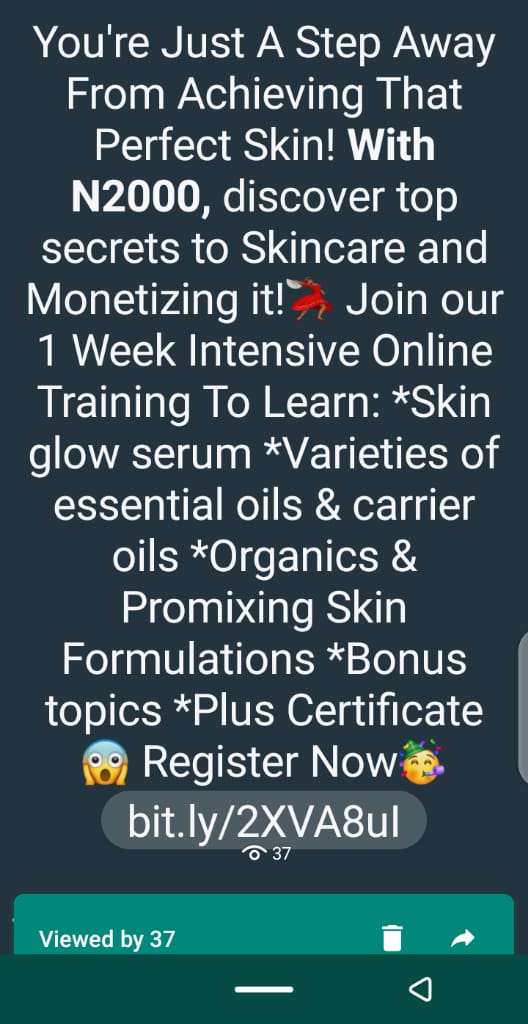 You're Just A Step Away
From Achieving That
Perfect Skin! With
N2000, discover top
secrets to Skincare and
Monetizing it!💃 Join our
1 Week Intensive Online
Training To Learn: *Skin
glow serum *Varieties of
essential oils & carrier
oils *Organics &
Promixing Skin
Formulations *Bonus
topics *Plus Certificate
😱 Register Now🥳
bit.ly/2XVA8uI
37
Viewed by 37